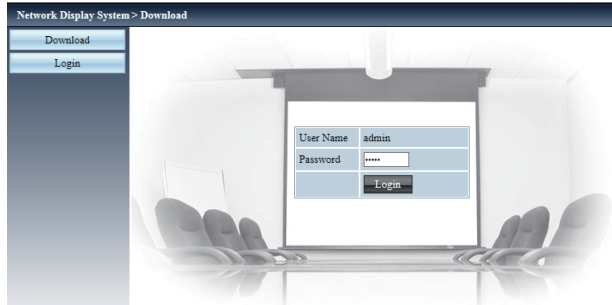 Network Display System > Download
Download
Login
User Name admin
Password •••••
Login